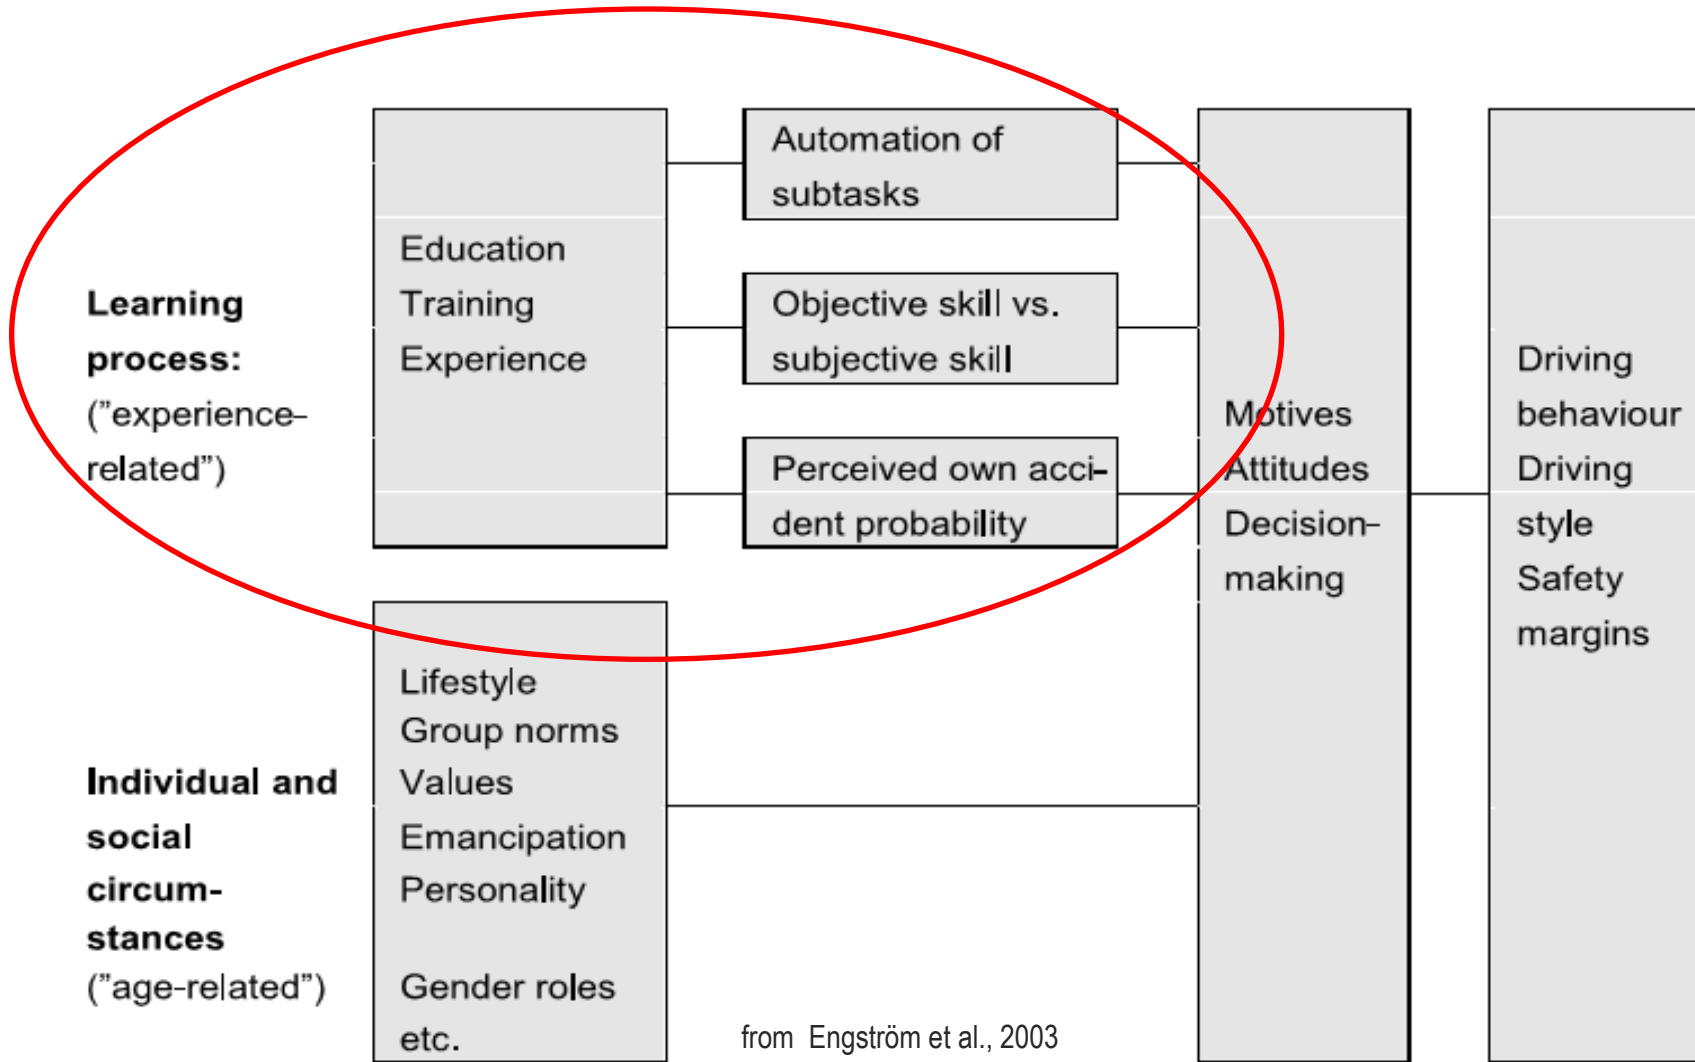 Learning
process:
("experience-
related")
Education
Training
Experience
Automation of
subtasks
Objective skill vs.
subjective skill
Perceived own acci-
dent probability
Motives
Attitudes
Decision-
making
Driving
behaviour
Driving
style
Safety
margins
Individual and
social
circum-
stances
("age-related")
Lifestyle
Group norms
Values
Emancipation
Personality
Gender roles
etc.
from Engström et al., 2003